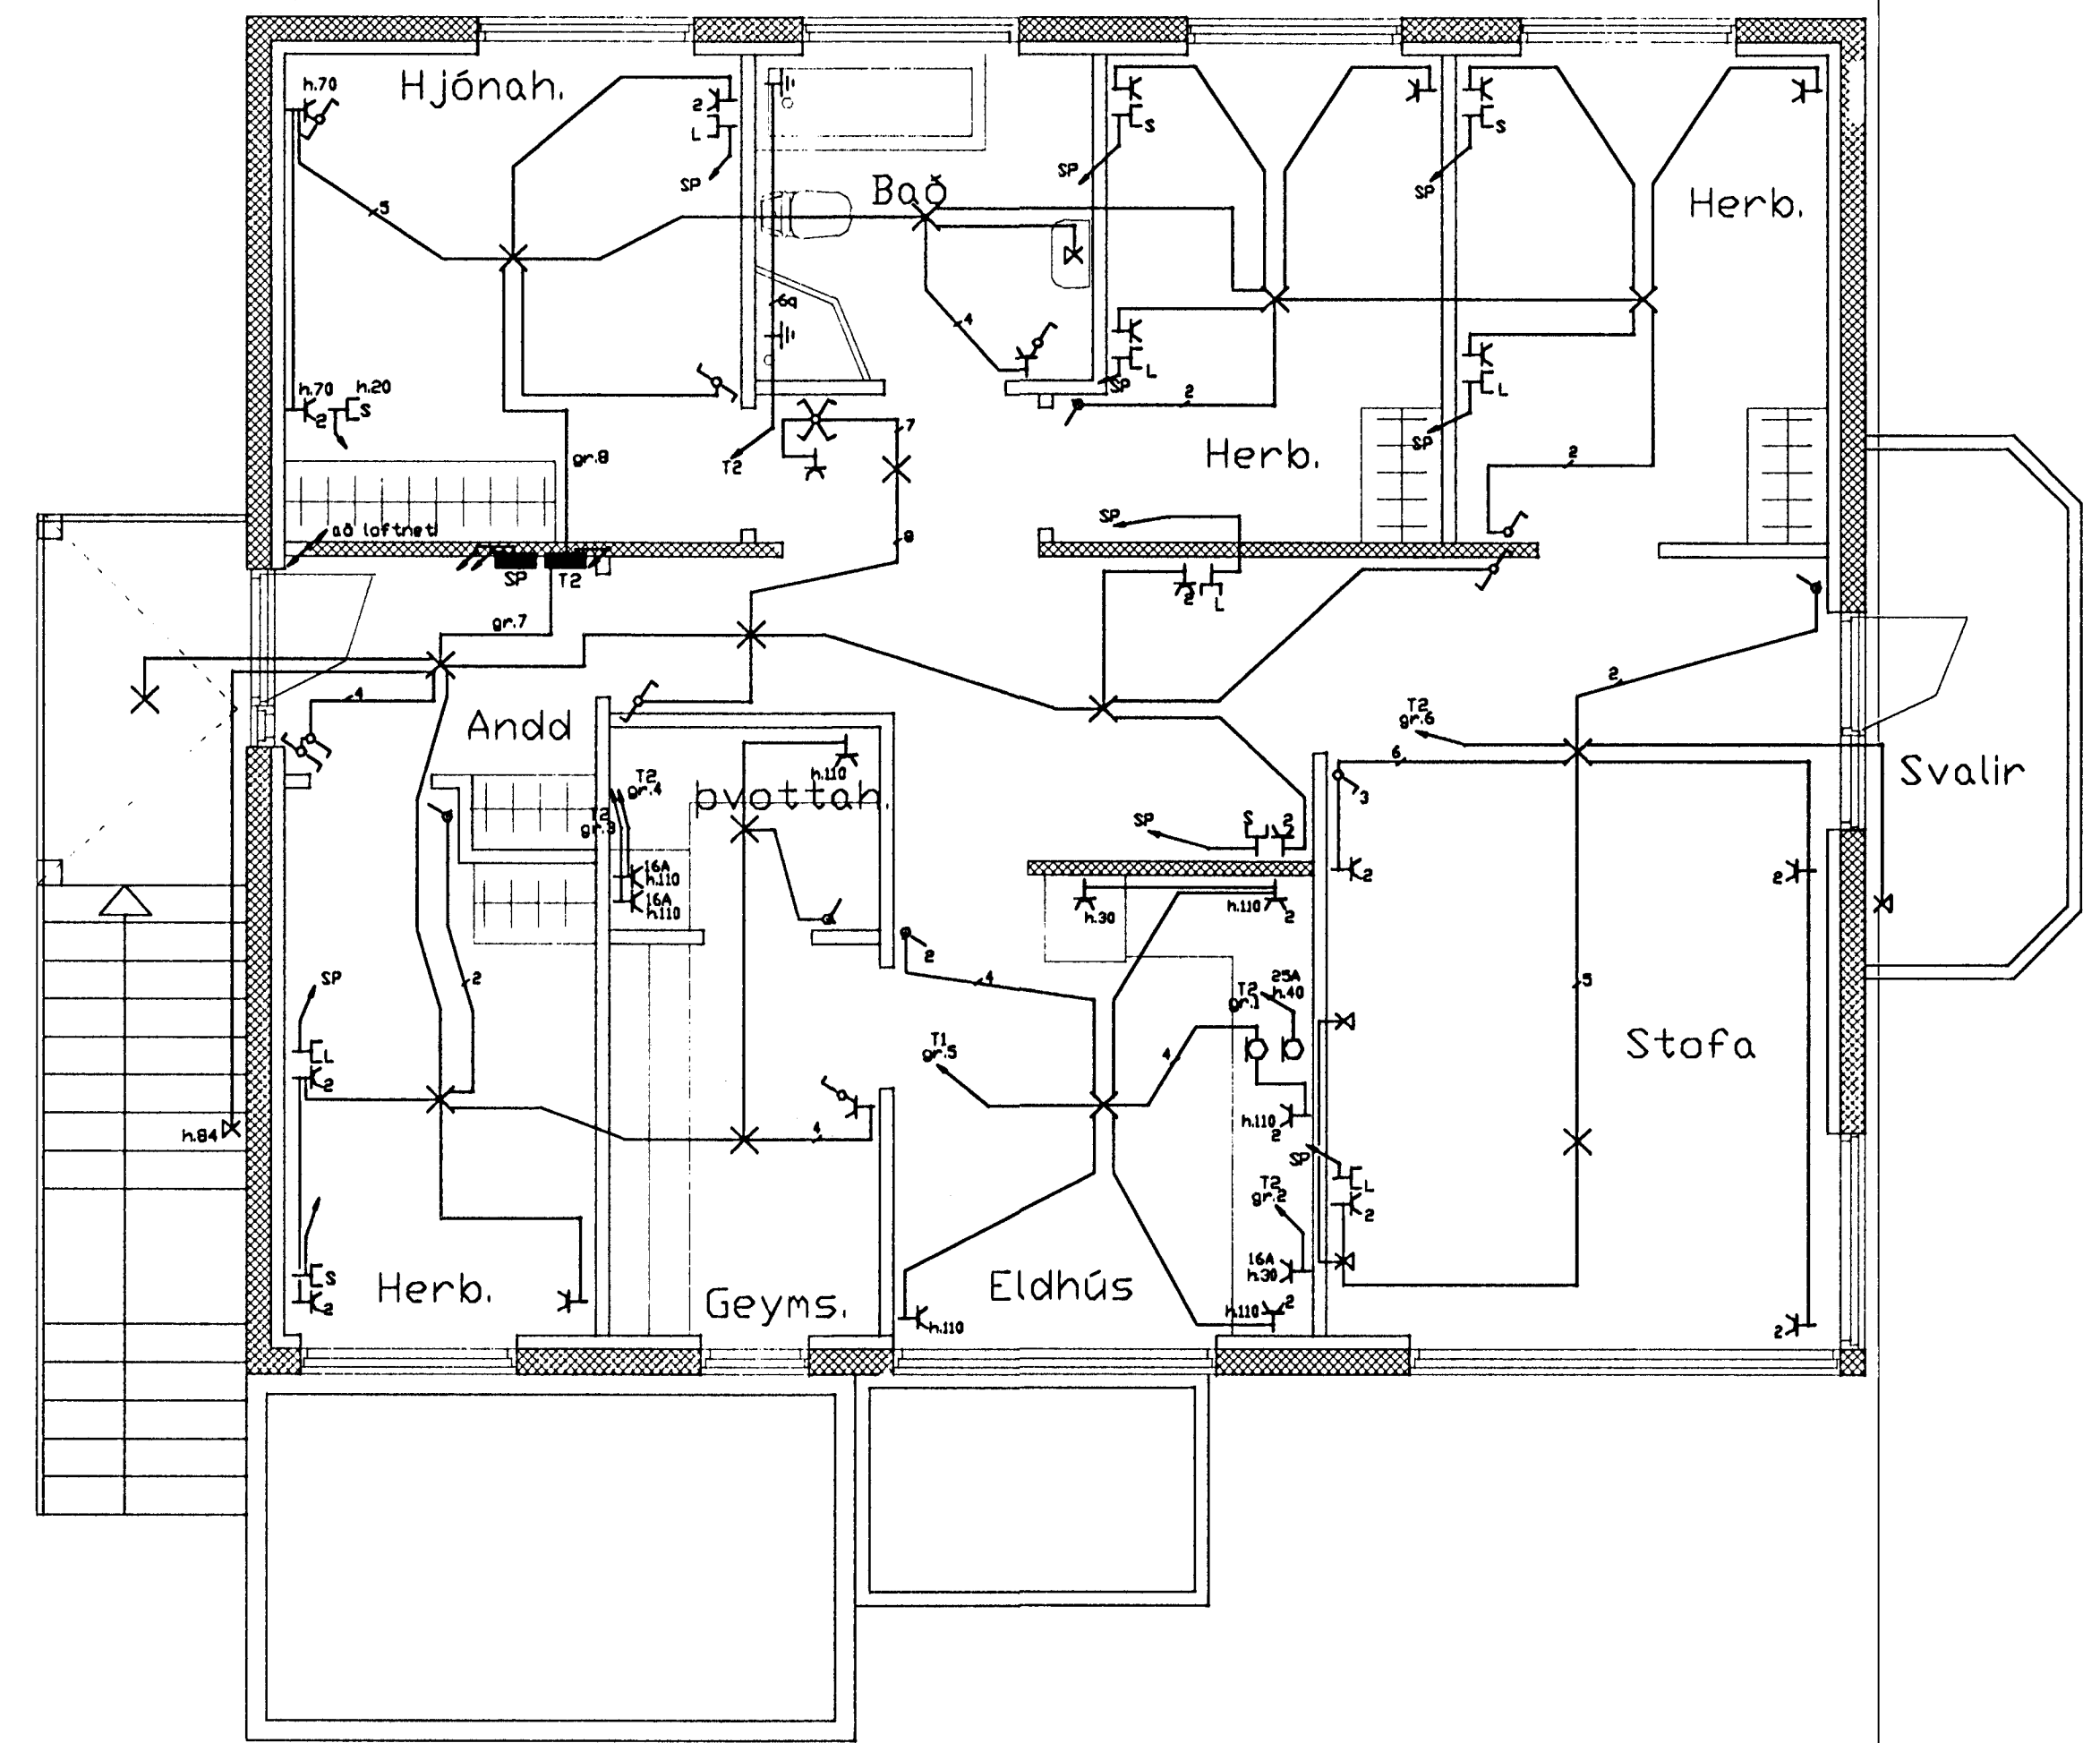 h.70
Hjónah.
2
L
SP
S
SP
S
SP
Bað
Herb.
5
6q
4
L
SP
2
L
SP
h.70
2
h.20
S
gr.8
T2
7
Herb.
2
að loftneti
SP
T2
8
SP
2
L
gr.7
4
Andd
2
T2
gr.6
6
3
Svalir
h.110
þvottah.
T2
gr.4
T2
gr.3
16A
h.110
16A
h.110
SP
S
2
2
2
h.30
h.110
2
2
4
SP
2
T2
gr.1
25A
h.40
5
Stofa
T1
gr.5
4
L
2
h.84
4
h.110
2
SP
L
2
T2
gr.2
16A
h.30
S
2
Herb.
Geyms.
Eldhús
h.110
h.110
2
2